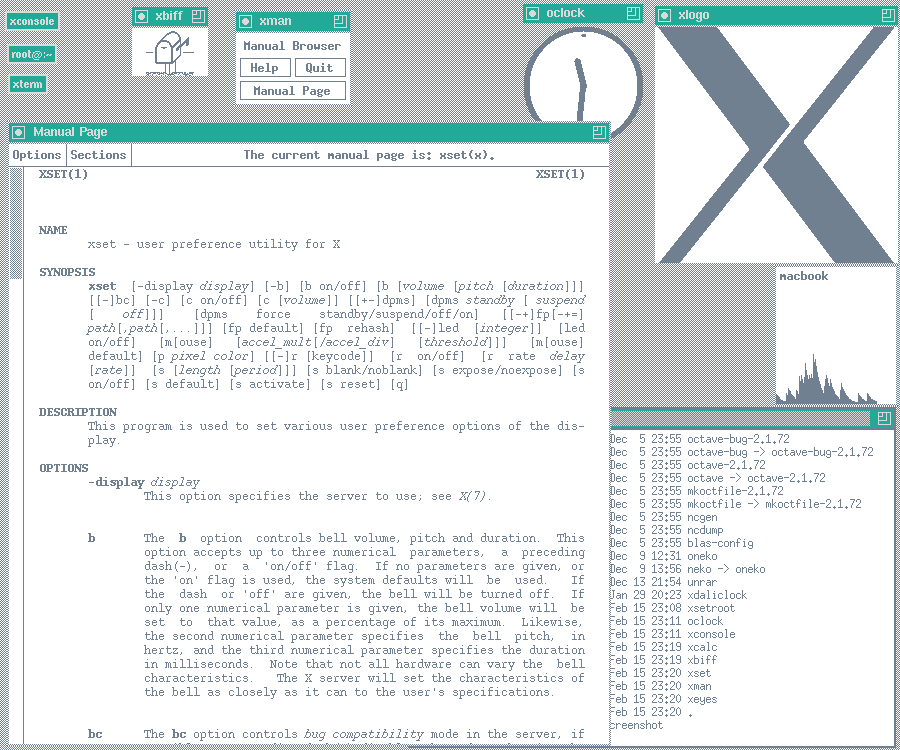 xconsole
root@:~
xterm
xbiff
xman
Manual Browser
Help Quit
Manual Page
oclock
xlogo
Manual Page
Options Sections The current manual page is: xset(x).
XSET(1) XSET(1)
NAME
xset - user preference utility for X
SYNOPSIS
xset [-display display] [-b] [b on/off] [b [volume [pitch [duration]]]
[[-]bc] [-c] [c on/off] [c [volume]] [[+-]dpms] [dpms standby [ suspend
[ off]]] [dpms force standby/suspend/off/on] [[-+]fp[-+=]
path[,path[,...]]] [fp default] [fp rehash] [[-]led [integer]] [led
on/off] [m[ouse] [accel_mult[/accel_div] [threshold]]] [m[ouse]
default] [p pixel color] [[-]r [keycode]] [r on/off] [r rate delay
[rate]] [s [length [period]]] [s blank/noblank] [s expose/noexpose] [s
on/off] [s default] [s activate] [s reset] [q]
DESCRIPTION
This program is used to set various user preference options of the dis-
play.
OPTIONS
-display display
This option specifies the server to use; see X(7).
b The b option controls bell volume, pitch and duration. This
option accepts up to three numerical parameters, a preceding
dash(-), or a 'on/off' flag. If no parameters are given, or
the 'on' flag is used, the system defaults will be used. If
the dash or 'off' are given, the bell will be turned off. If
only one numerical parameter is given, the bell volume will be
set to that value, as a percentage of its maximum. Likewise,
the second numerical parameter specifies the bell pitch, in
hertz, and the third numerical parameter specifies the duration
in milliseconds. Note that not all hardware can vary the bell
characteristics. The X server will set the characteristics of
the bell as closely as it can to the user's specifications.
bc The bc option controls bug compatibility mode in the server, if
macbook
Dec 5 23:55 octave-bug-2.1.72
Dec 5 23:55 octave-bug -> octave-bug-2.1.72
Dec 5 23:55 octave-2.1.72
Dec 5 23:55 octave -> octave-2.1.72
Dec 5 23:55 mkoctfile-2.1.72
Dec 5 23:55 mkoctfile -> mkoctfile-2.1.72
Dec 5 23:55 ncgen
Dec 5 23:55 ncdump
Dec 5 23:55 blas-config
Dec 9 12:31 oneko
Dec 9 13:56 neko -> oneko
Dec 13 21:54 unrar
Jan 29 20:23 xdaliclock
Feb 15 23:08 xsetroot
Feb 15 23:11 oclock
Feb 15 23:11 xconsole
Feb 15 23:19 xcalc
Feb 15 23:19 xbiff
Feb 15 23:20 xset
Feb 15 23:20 xman
Feb 15 23:20 xeyes
Feb 15 23:20 .
creenshot